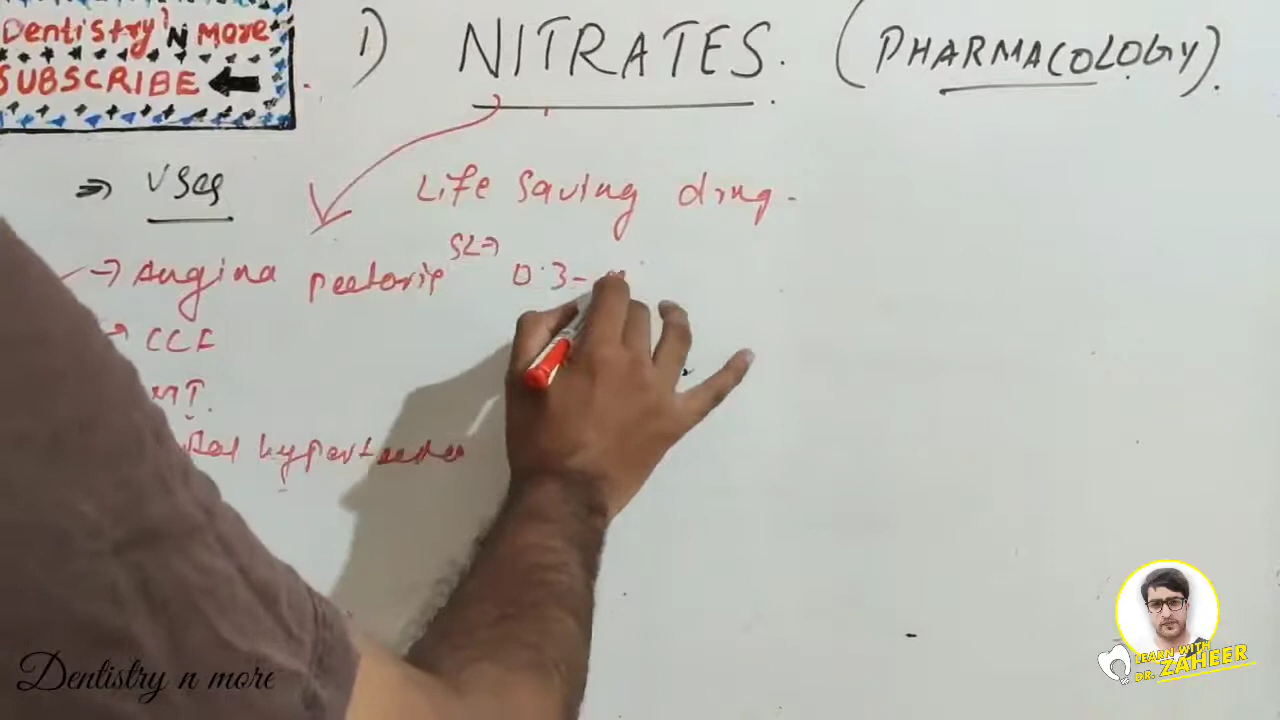 Dentistry'N More
SUBSCRIBE
1) NITRATES. (PHARMACOLOGY).
Life Saving drug.
⇒ Uses
→ Angina pectoris SL→ 0.3-
→ CCF
MI.
hypertension
Dentistry n more
LEARN WITH
DR. ZAHEER